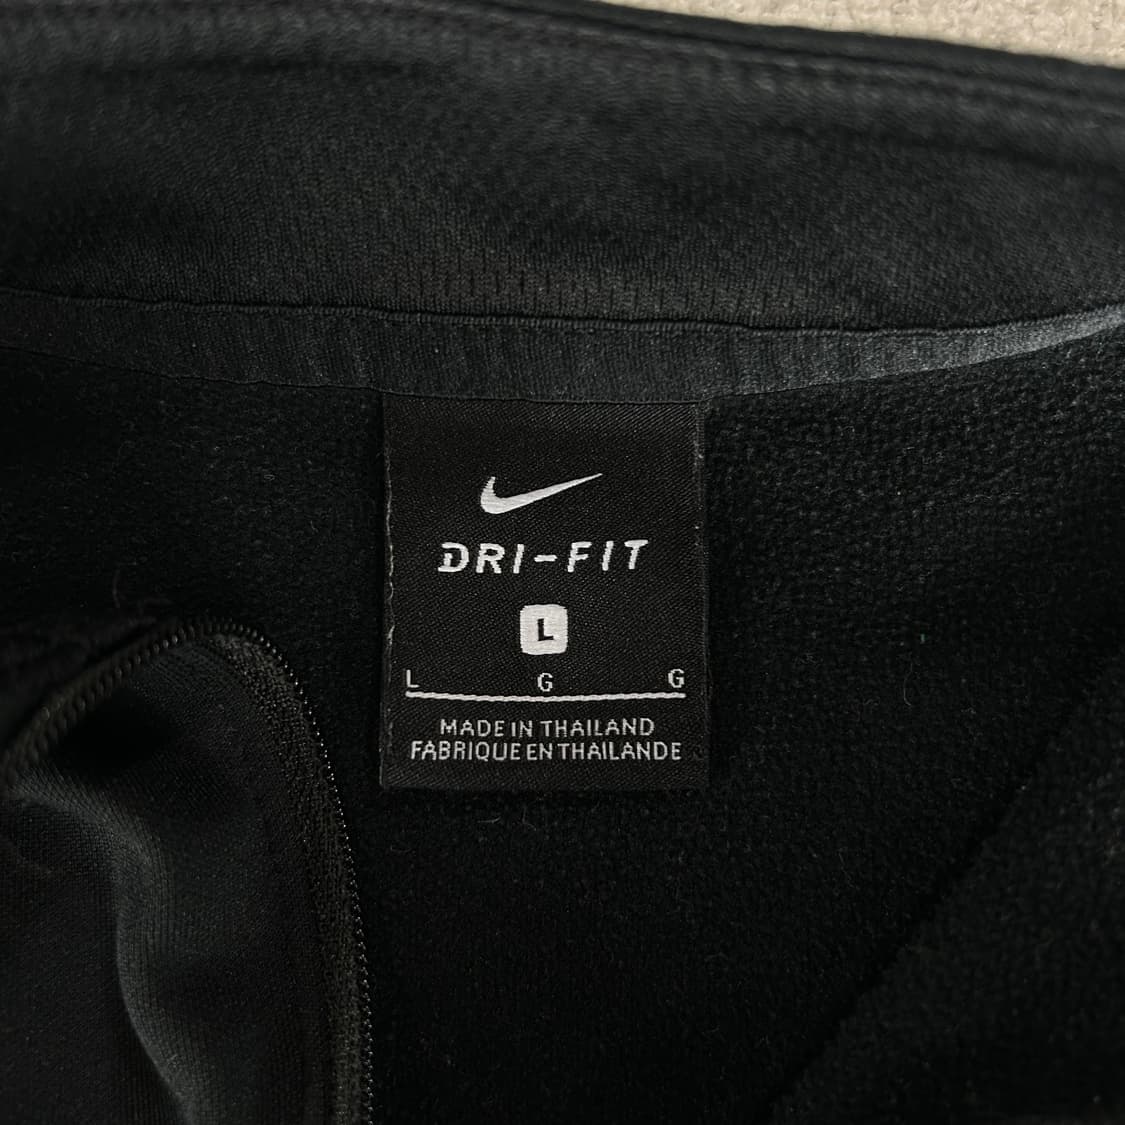 DRI-FIT
L
L G G
MADE IN THAILAND
FABRIQUE EN THAILANDE